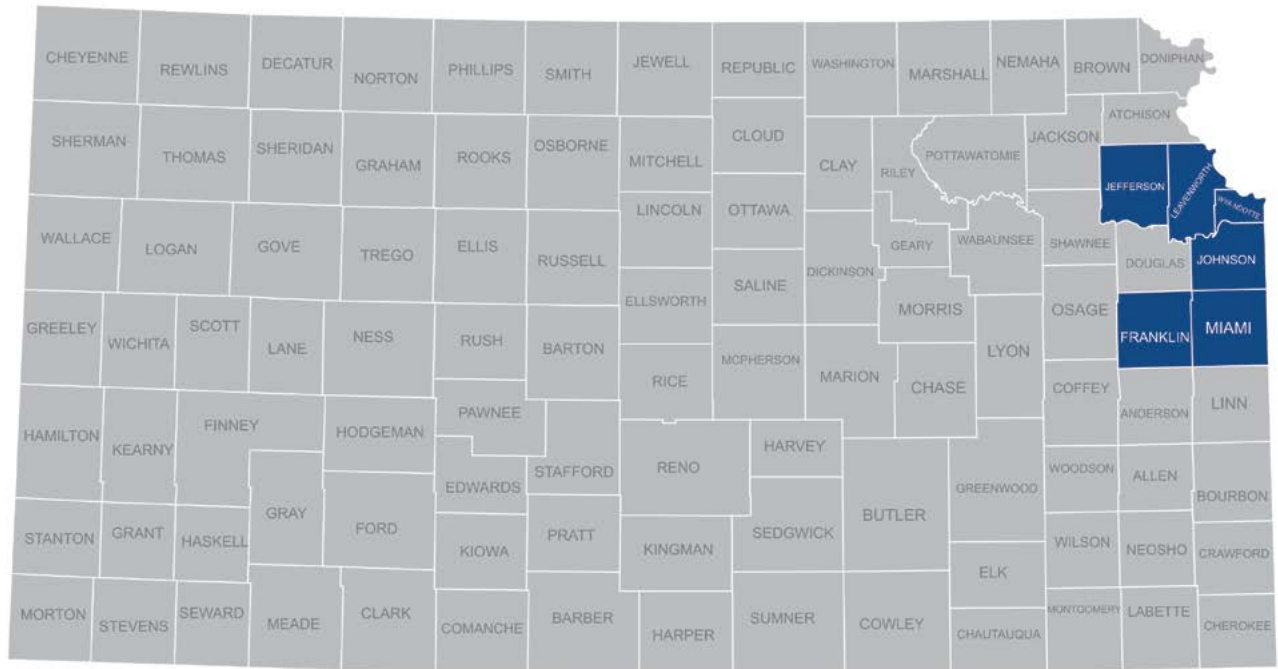 CHEYENNE
REWLINS
DECATUR
NORTON
PHILLIPS
SMITH
JEWELL
REPUBLIC
WASHINGTON
MARSHALL
NEMAHA
BROWN
DONIPHAN
SHERMAN
THOMAS
SHERIDAN
GRAHAM
ROOKS
OSBORNE
MITCHELL
CLOUD
CLAY
RILEY
POTTAWATOMIE
JACKSON
ATCHISON
JEFFERSON
LEAVENWORTH
WYANDOTTE
WALLACE
LOGAN
GOVE
TREGO
ELLIS
RUSSELL
LINCOLN
OTTAWA
DICKINSON
GEARY
WABAUNSEE
SHAWNEE
DOUGLAS
JOHNSON
ELLSWORTH
SALINE
MORRIS
GREELEY
WICHITA
SCOTT
LANE
NESS
RUSH
BARTON
RICE
MCPHERSON
MARION
CHASE
LYON
OSAGE
FRANKLIN
MIAMI
HAMILTON
KEARNY
FINNEY
HODGEMAN
PAWNEE
STAFFORD
RENO
HARVEY
COFFEY
ANDERSON
LINN
EDWARDS
SEDGWICK
BUTLER
GREENWOOD
WOODSON
ALLEN
BOURBON
STANTON
GRANT
HASKELL
GRAY
FORD
KIOWA
PRATT
KINGMAN
ELK
WILSON
NEOSHO
CRAWFORD
MORTON
STEVENS
SEWARD
MEADE
CLARK
COMANCHE
BARBER
HARPER
SUMNER
COWLEY
CHAUTAUQUA
MONTGOMERY
LABETTE
CHEROKEE